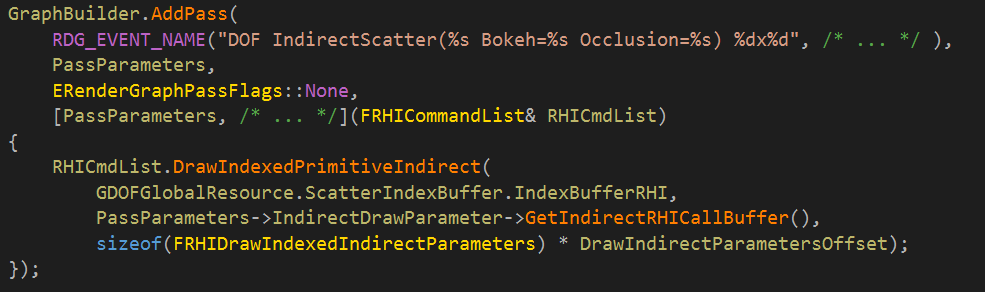 GraphBuilder.AddPass(
    RDG_EVENT_NAME("DOF IndirectScatter(%s Bokeh=%s Occlusion=%s) %dx%d", /* ... */ ),
    PassParameters,
    ERenderGraphPassFlags::None,
    [PassParameters, /* ... */](FRHICommandList& RHICmdList)
{
    RHICmdList.DrawIndexedPrimitiveIndirect(
        GDOFGlobalResource.ScatterIndexBuffer.IndexBufferRHI,
        PassParameters->IndirectDrawParameter->GetIndirectRHICallBuffer(),
        sizeof(FRHIDrawIndexedIndirectParameters) * DrawIndirectParametersOffset);
});